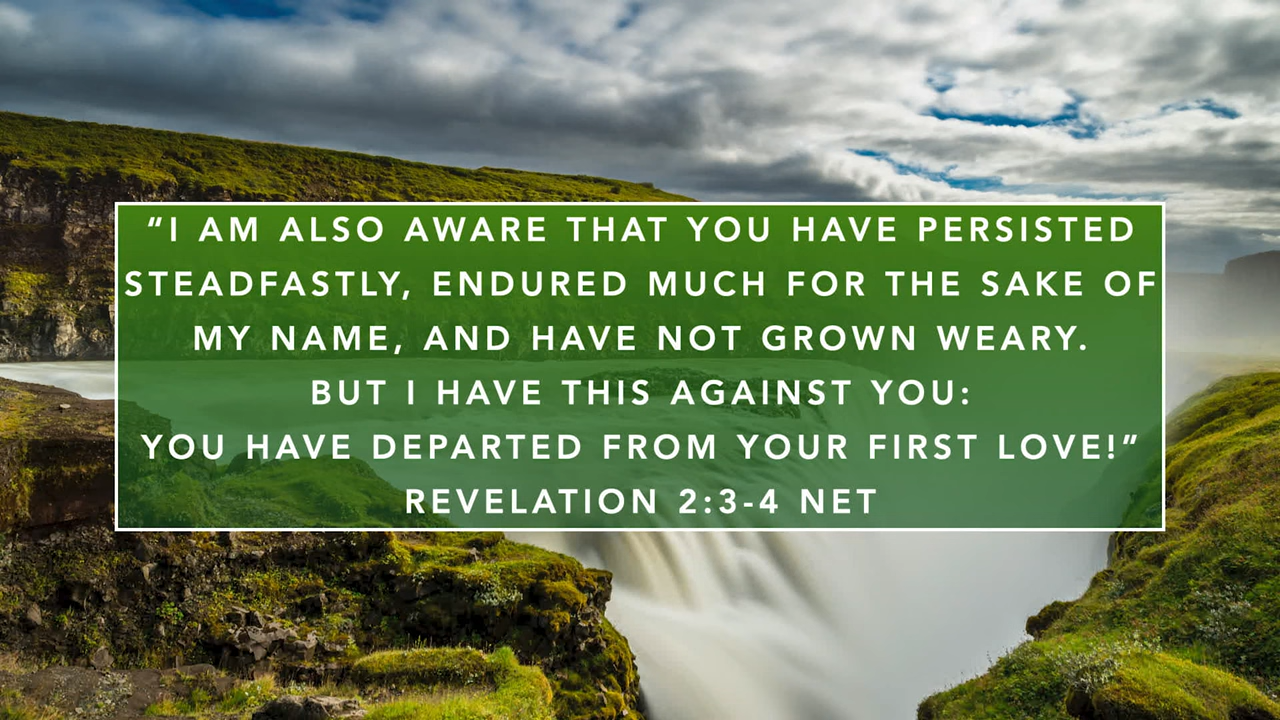 “I AM ALSO AWARE THAT YOU HAVE PERSISTED
STEADFASTLY, ENDURED MUCH FOR THE SAKE OF
MY NAME, AND HAVE NOT GROWN WEARY.
BUT I HAVE THIS AGAINST YOU:
YOU HAVE DEPARTED FROM YOUR FIRST LOVE!”
REVELATION 2:3-4 NET